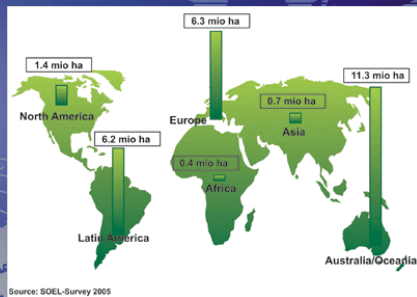 6.3 mio ha
1.4 mio ha
11.3 mio ha
0.7 mio ha
North America
Europe
Asia
6.2 mio ha
0.4 mio ha
Africa
Latin America
Australia/Oceania
Source: SOEL-Survey 2005